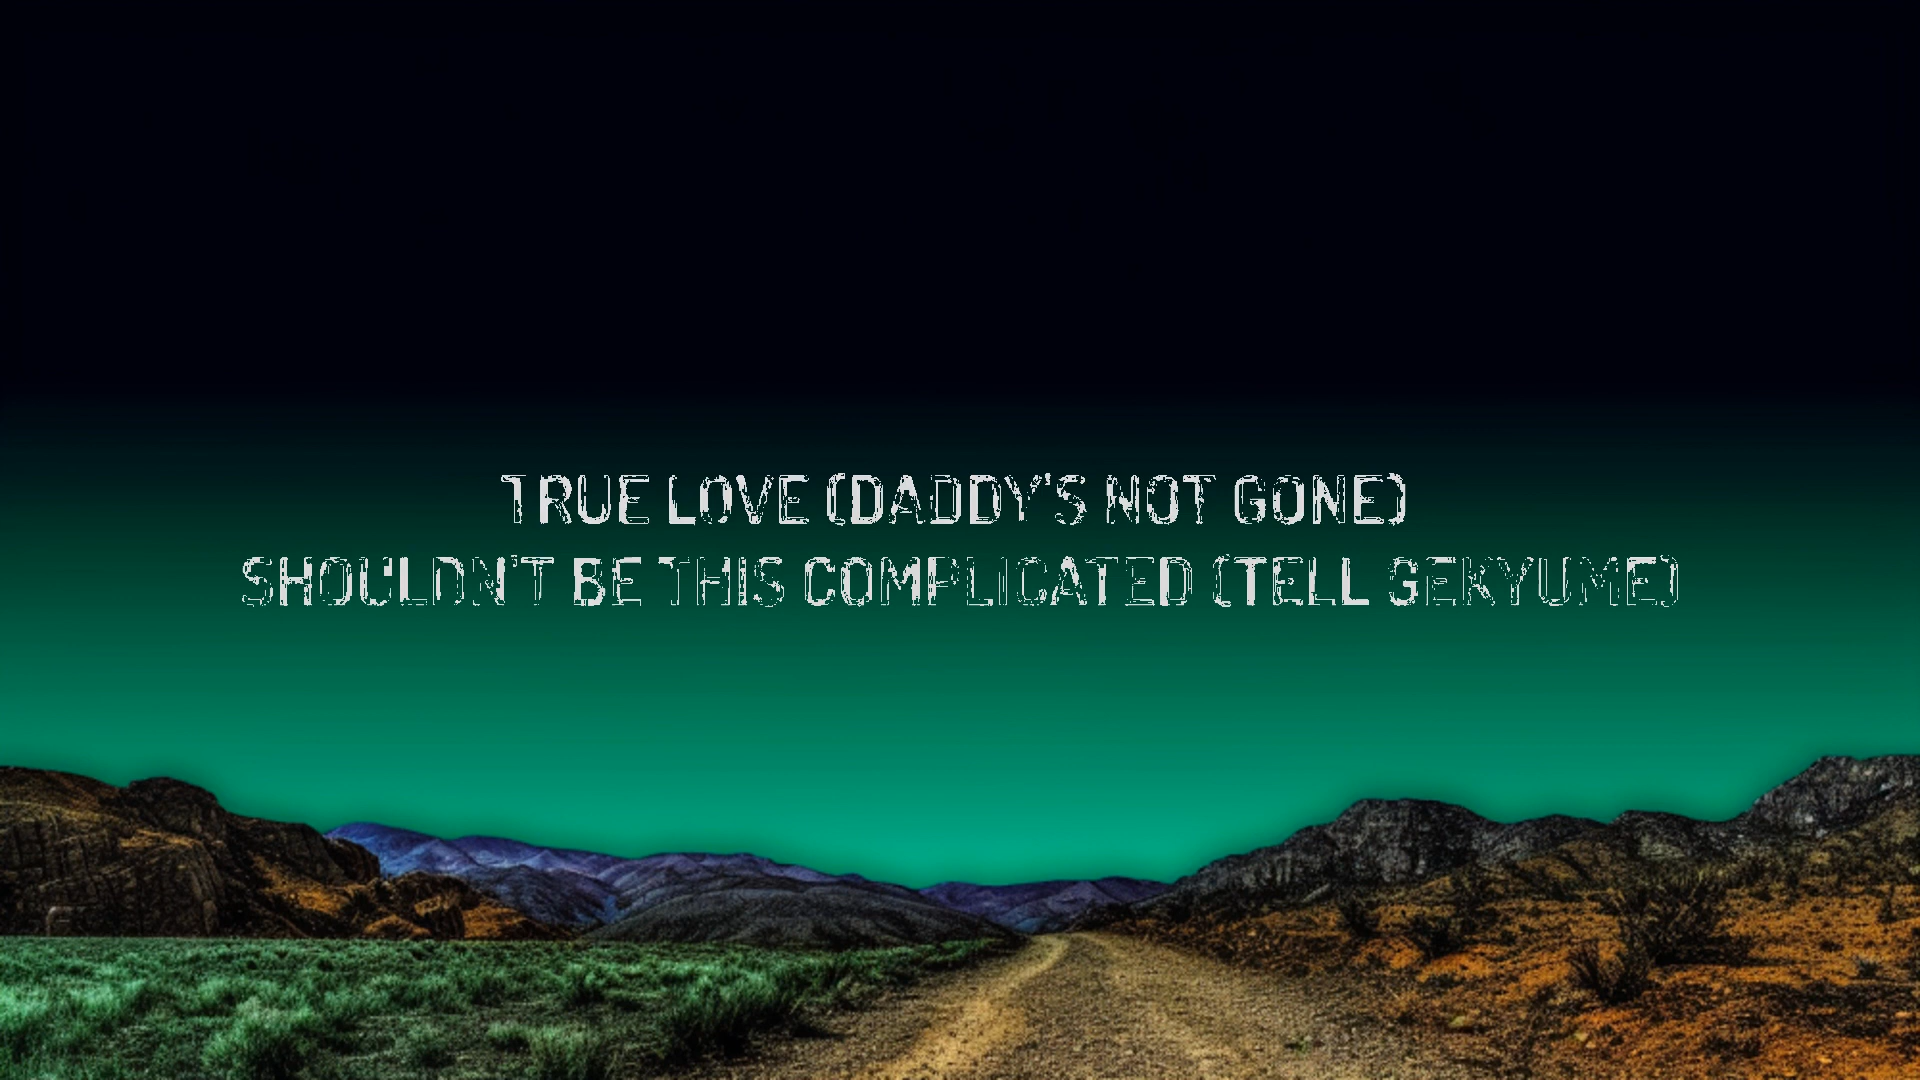 TRUE LOVE (DADDY'S NOT GONE)
SHOULDN'T BE THIS COMPLICATED (TELL GEKYUME)